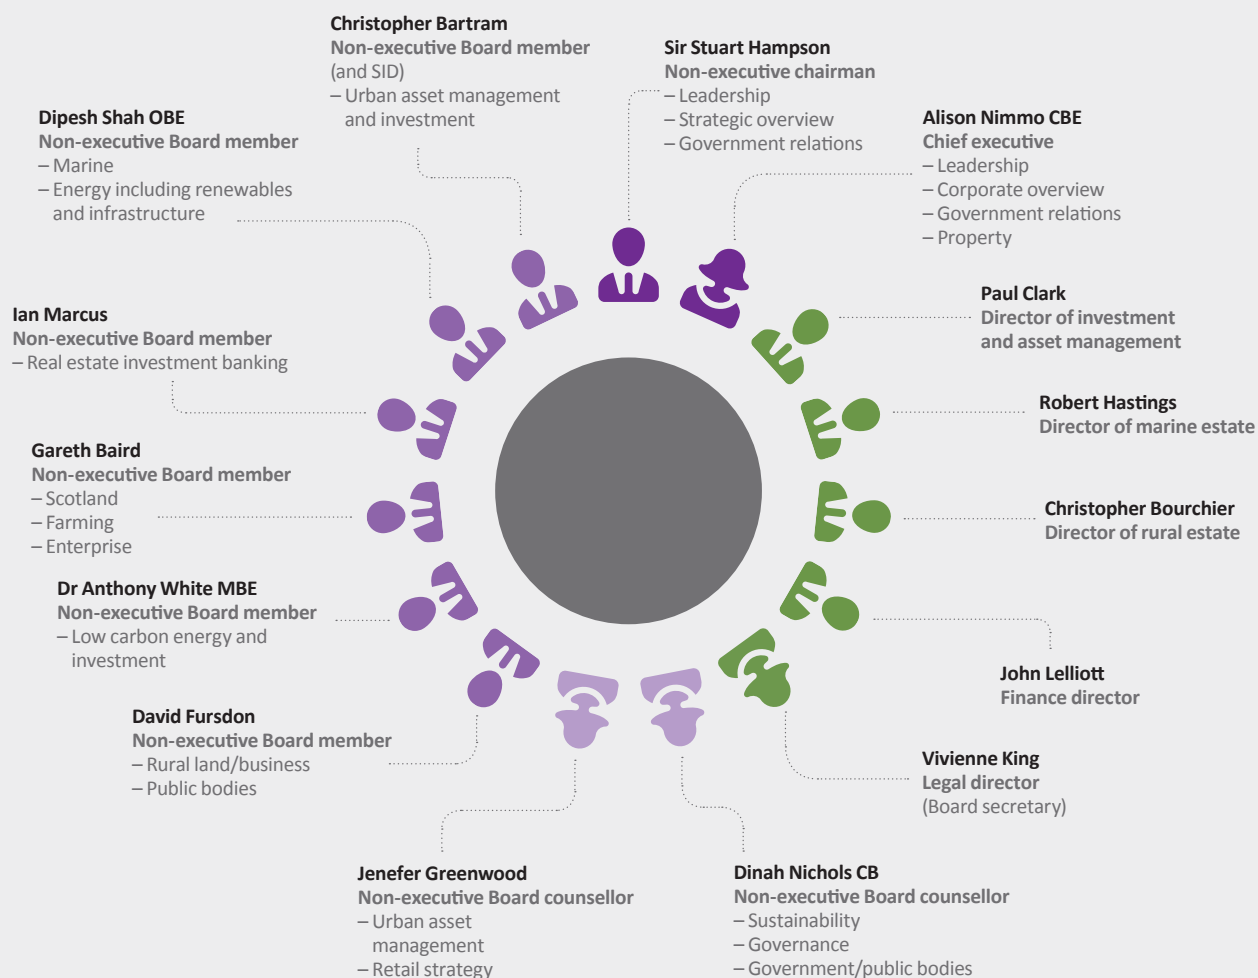 Christopher Bartram
Non-executive Board member
(and SID)
– Urban asset management
and investment
Sir Stuart Hampson
Non-executive chairman
– Leadership
– Strategic overview
– Government relations
Dipesh Shah OBE
Non-executive Board member
– Marine
– Energy including renewables
and infrastructure
Alison Nimmo CBE
Chief executive
– Leadership
– Corporate overview
– Government relations
– Property
Ian Marcus
Non-executive Board member
– Real estate investment banking
Paul Clark
Director of investment
and asset management
Robert Hastings
Director of marine estate
Gareth Baird
Non-executive Board member
– Scotland
– Farming
– Enterprise
Christopher Bourchier
Director of rural estate
Dr Anthony White MBE
Non-executive Board member
– Low carbon energy and
investment
John Lelliott
Finance director
David Fursdon
Non-executive Board member
– Rural land/business
– Public bodies
Vivienne King
Legal director
(Board secretary)
Jenefer Greenwood
Non-executive Board counsellor
– Urban asset
management
– Retail strategy
Dinah Nichols CB
Non-executive Board counsellor
– Sustainability
– Governance
– Government/public bodies